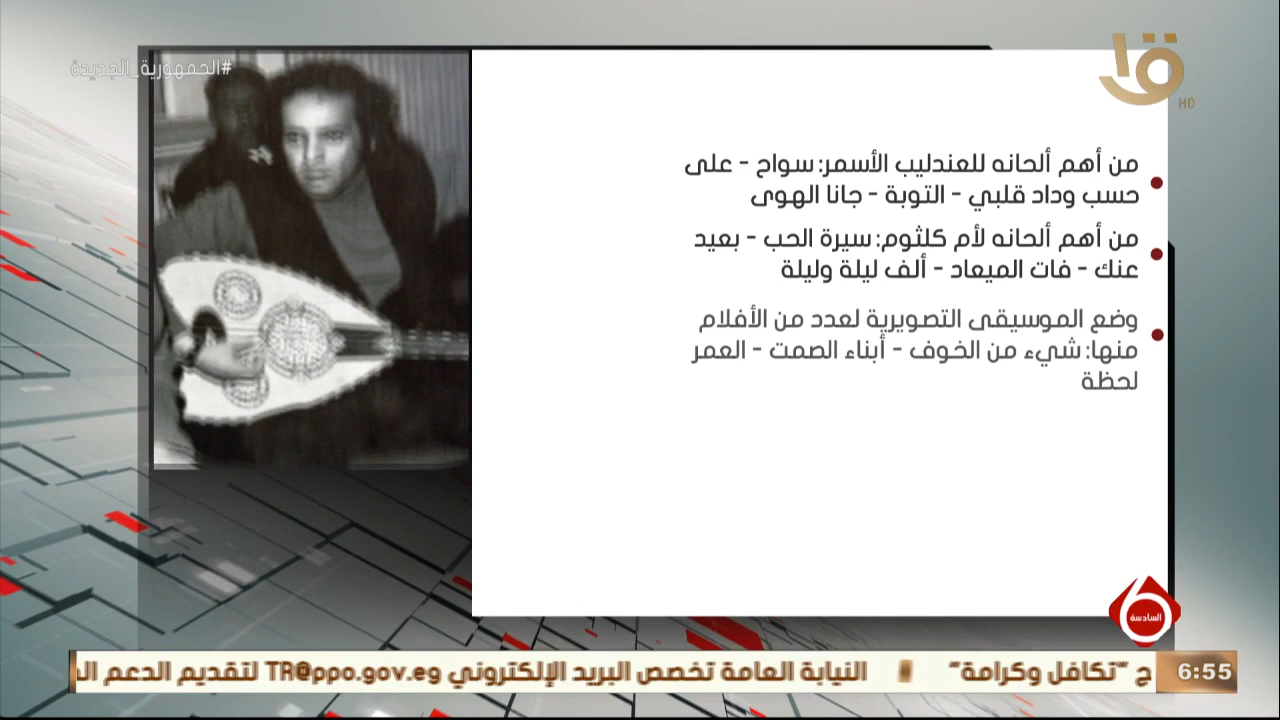 #الجمهورية_الجديدة
HD
من أهم ألحانه للعندليب الأسمر: سواح - على
حسب وداد قلبي - التوبة - جانا الهوى
من أهم ألحانه لأم كلثوم: سيرة الحب - بعيد
عنك - فات الميعاد - ألف ليلة وليلة
وضع الموسيقى التصويرية لعدد من الأفلام
منها: شيء من الخوف - أبناء الصمت - العمر
لحظة
السادسة
6:55
ج "تكافل وكرامة" النيابة العامة تخصص البريد الإلكتروني TR@ppo.gov.eg لتقديم الدعم